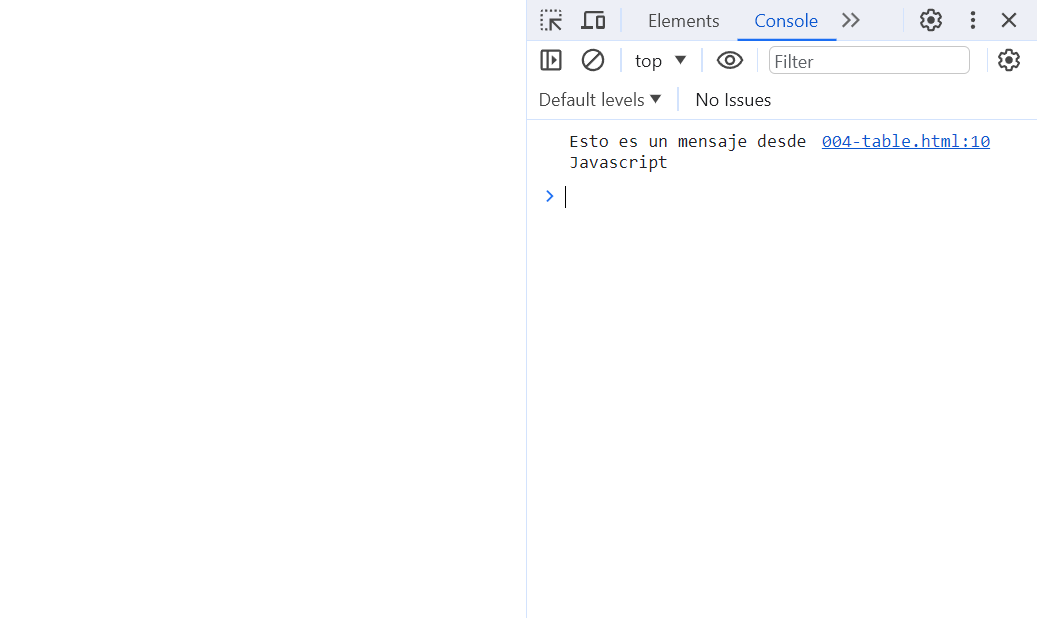 Elements Console
top Filter
Default levels No Issues
Esto es un mensaje desde 004-table.html:10
Javascript